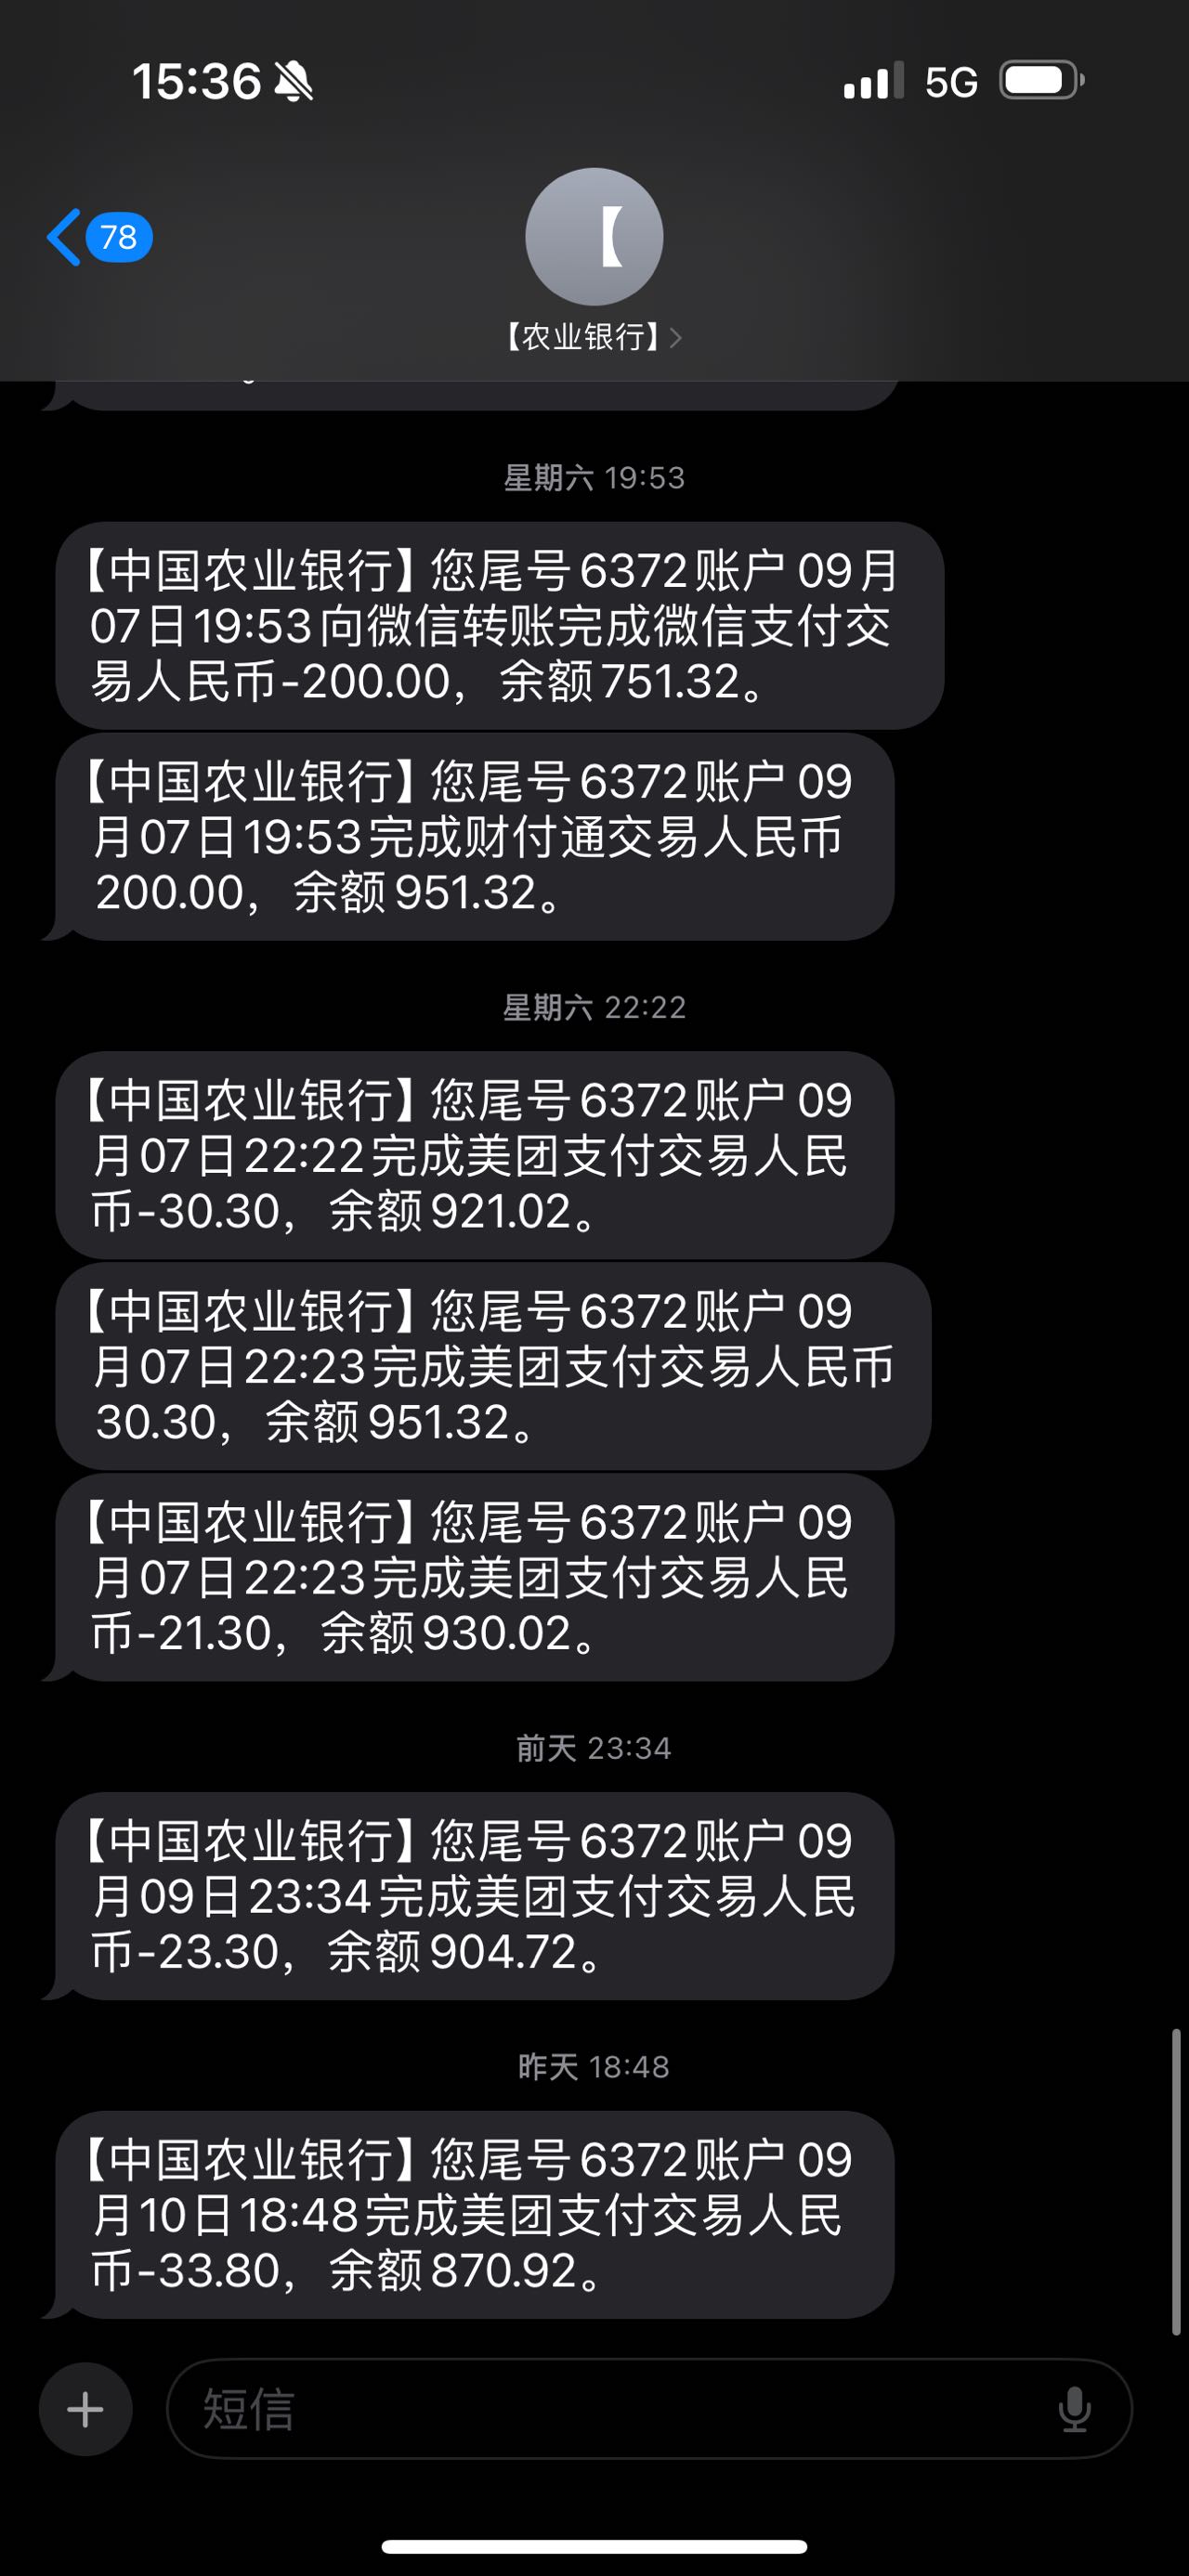 15:36
5G
78
【
【农业银行】
星期六 19:53
【中国农业银行】您尾号6372账户09月
07日19:53向微信转账完成微信支付交
易人民币-200.00，余额751.32。
【中国农业银行】您尾号6372账户09
月07日19:53完成财付通交易人民币
200.00，余额951.32。
星期六 22:22
【中国农业银行】您尾号6372账户09
月07日22:22完成美团支付交易人民
币-30.30，余额921.02。
【中国农业银行】您尾号6372账户09
月07日22:23完成美团支付交易人民币
30.30，余额951.32。
【中国农业银行】您尾号6372账户09
月07日22:23完成美团支付交易人民
币-21.30，余额930.02。
前天 23:34
【中国农业银行】您尾号6372账户09
月09日23:34完成美团支付交易人民
币-23.30，余额904.72。
昨天 18:48
【中国农业银行】您尾号6372账户09
月10日18:48完成美团支付交易人民
币-33.80，余额870.92。
短信